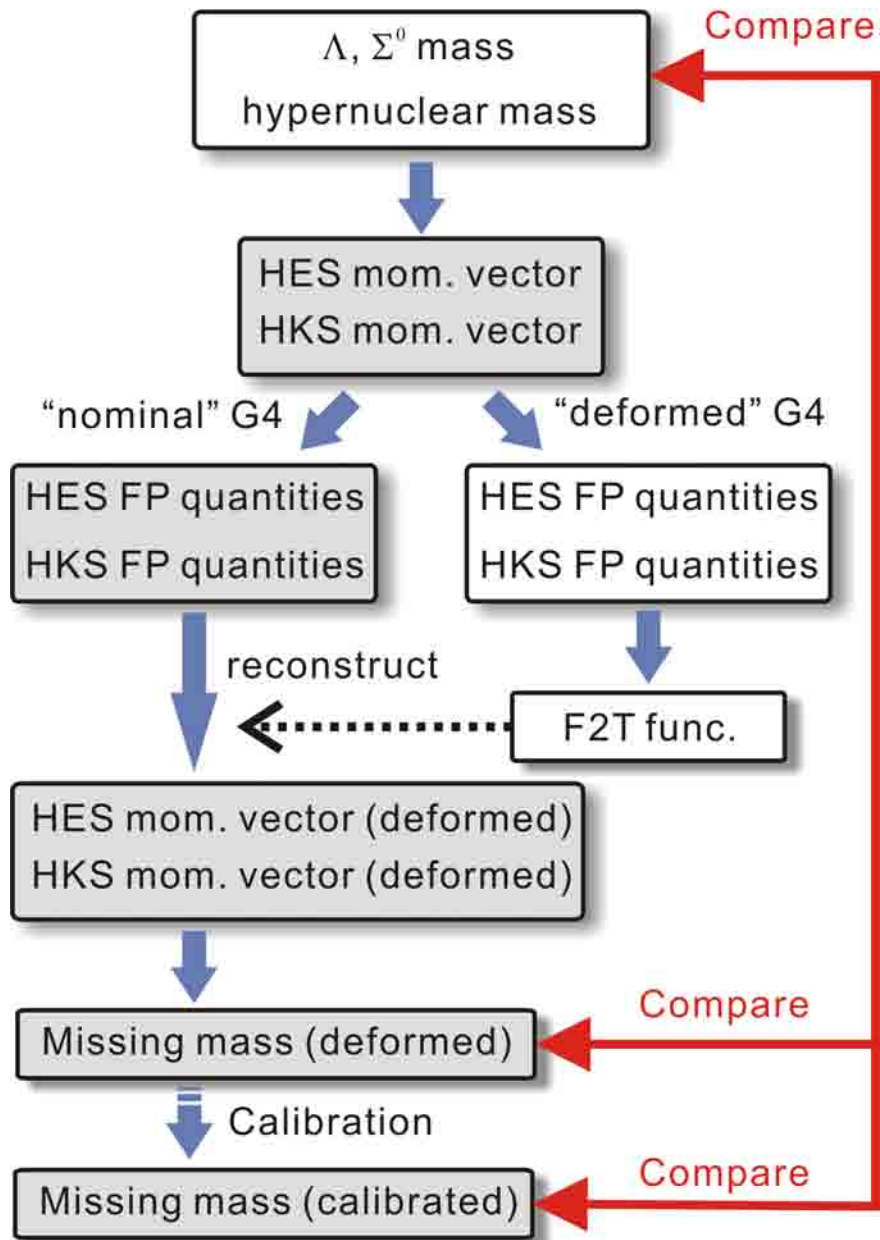 Compares
Λ, Σ⁰ mass
hypernuclear mass
HES mom. vector
HKS mom. vector
“nominal” G4
“deformed” G4
HES FP quantities
HKS FP quantities
HES FP quantities
HKS FP quantities
reconstruct
F2T func.
HES mom. vector (deformed)
HKS mom. vector (deformed)
Compare
Missing mass (deformed)
Calibration
Compare
Missing mass (calibrated)